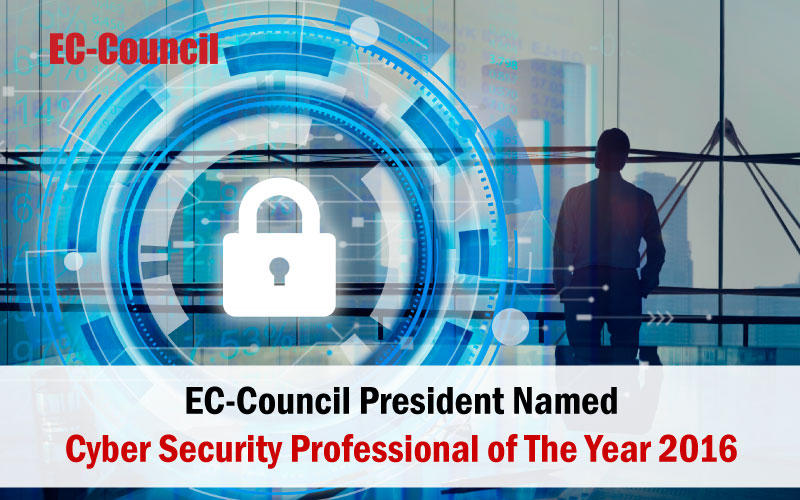 EC-Council
EC-Council President Named
Cyber Security Professional of The Year 2016